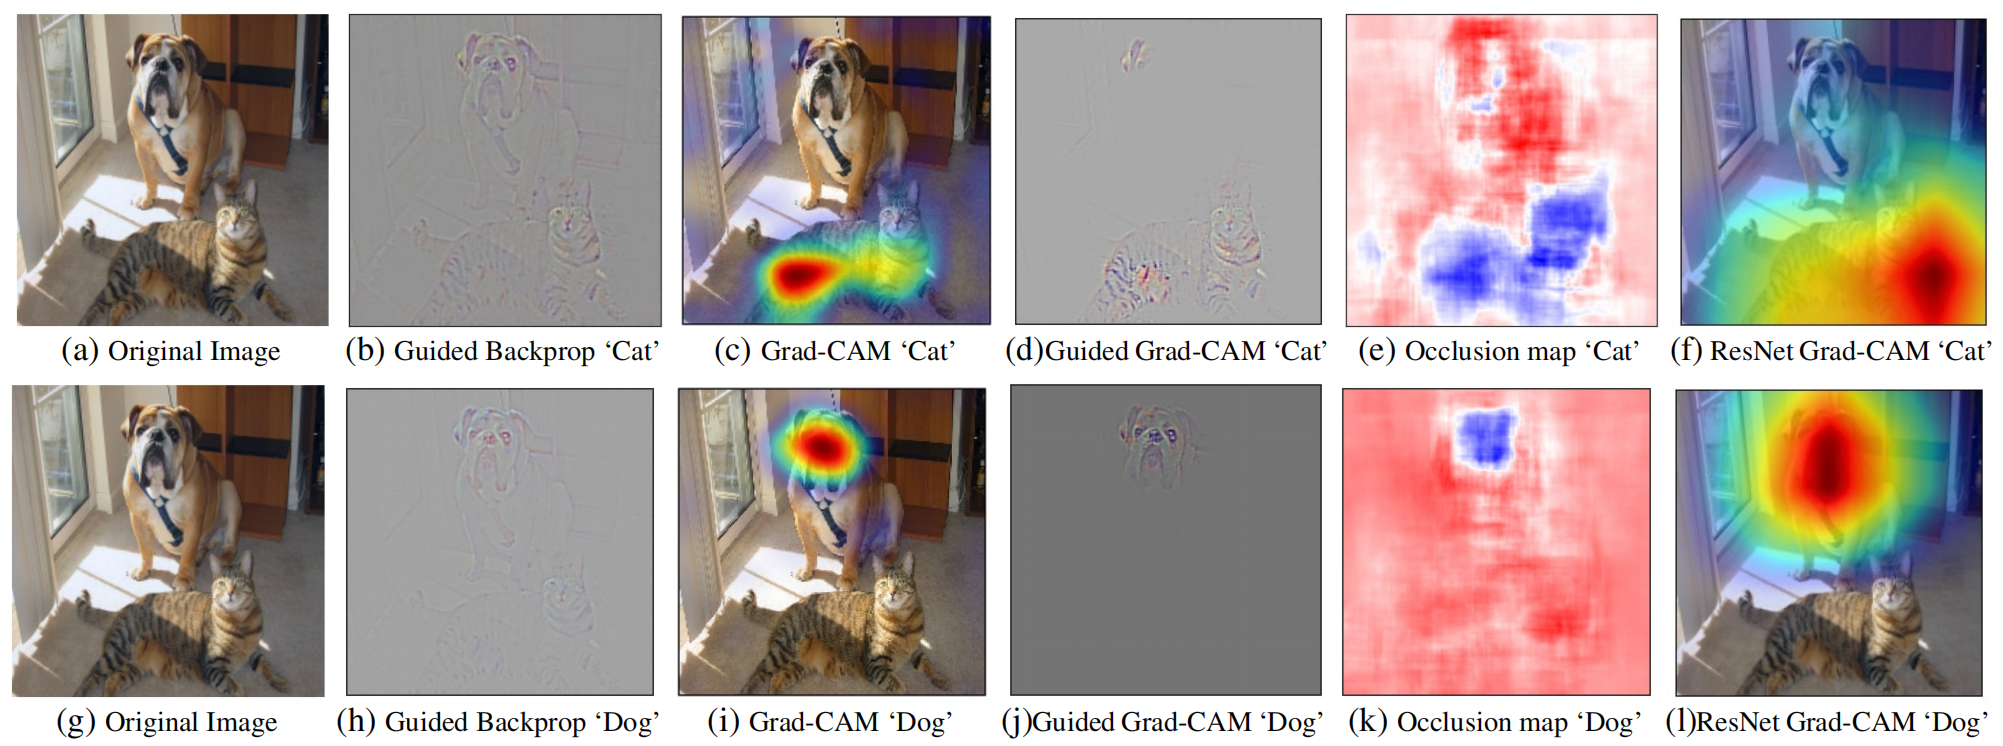 (a) Original Image
(b) Guided Backprop ‘Cat’
(c) Grad-CAM ‘Cat’
(d)Guided Grad-CAM ‘Cat’
(e) Occlusion map ‘Cat’
(f) ResNet Grad-CAM ‘Cat’
(g) Original Image
(h) Guided Backprop ‘Dog’
(i) Grad-CAM ‘Dog’
(j)Guided Grad-CAM ‘Dog’
(k) Occlusion map ‘Dog’
(l)ResNet Grad-CAM ‘Dog’